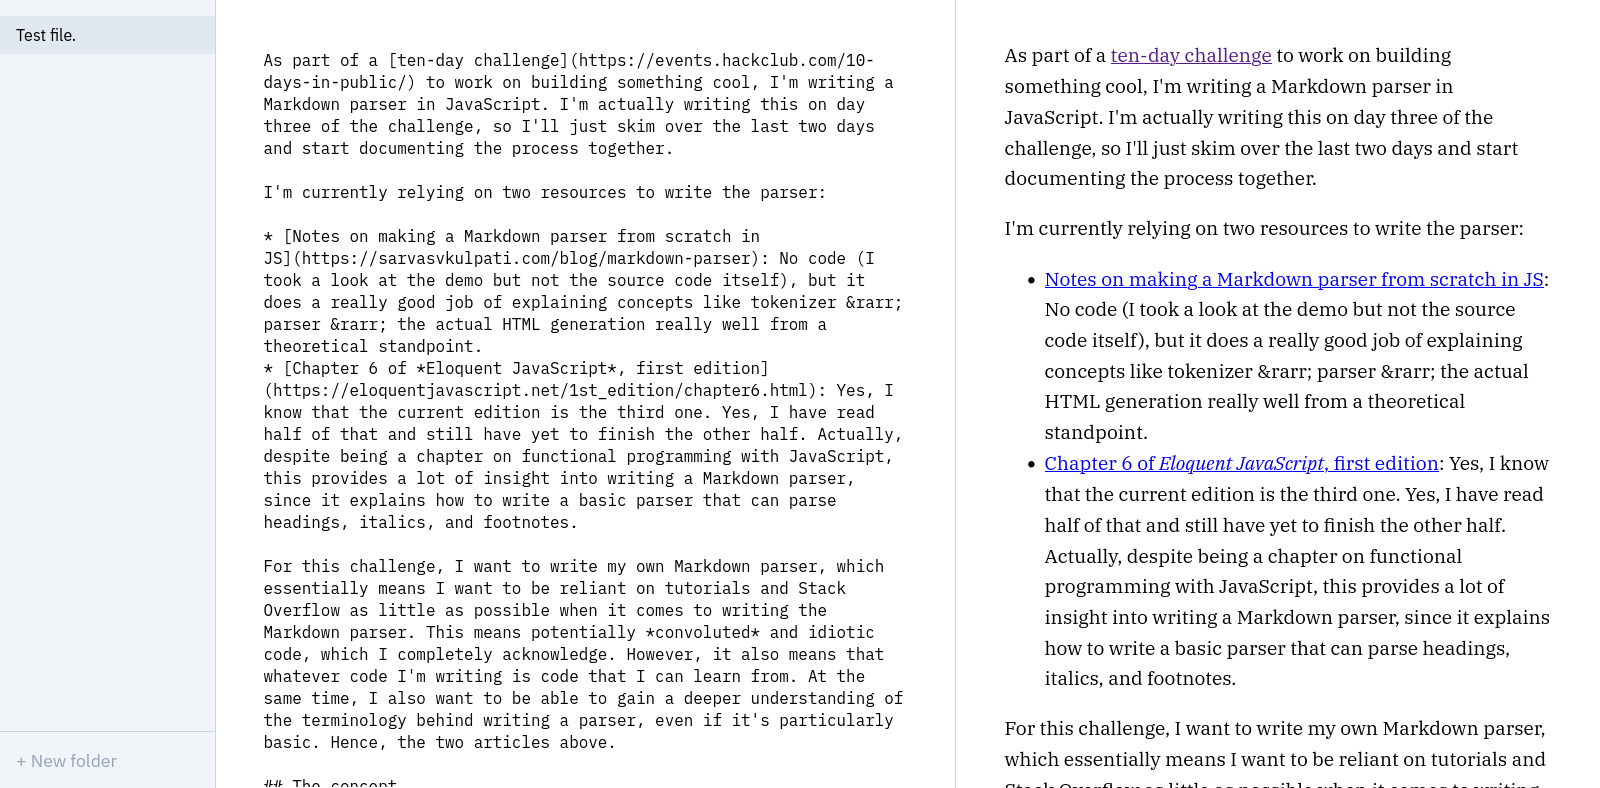 Test file.
+ New folder
As part of a [ten-day challenge](https://events.hackclub.com/10-
days-in-public/) to work on building something cool, I'm writing a
Markdown parser in JavaScript. I'm actually writing this on day
three of the challenge, so I'll just skim over the last two days
and start documenting the process together.
I'm currently relying on two resources to write the parser:
* [Notes on making a Markdown parser from scratch in
JS](https://sarvasvkulpati.com/blog/markdown-parser): No code (I
took a look at the demo but not the source code itself), but it
does a really good job of explaining concepts like tokenizer &rarr;
parser &rarr; the actual HTML generation really well from a
theoretical standpoint.
* [Chapter 6 of *Eloquent JavaScript*, first edition]
(https://eloquentjavascript.net/1st_edition/chapter6.html): Yes, I
know that the current edition is the third one. Yes, I have read
half of that and still have yet to finish the other half. Actually,
despite being a chapter on functional programming with JavaScript,
this provides a lot of insight into writing a Markdown parser,
since it explains how to write a basic parser that can parse
headings, italics, and footnotes.
For this challenge, I want to write my own Markdown parser, which
essentially means I want to be reliant on tutorials and Stack
Overflow as little as possible when it comes to writing the
Markdown parser. This means potentially *convoluted* and idiotic
code, which I completely acknowledge. However, it also means that
whatever code I'm writing is code that I can learn from. At the
same time, I also want to be able to gain a deeper understanding of
the terminology behind writing a parser, even if it's particularly
basic. Hence, the two articles above.
## The concept
As part of a ten-day challenge to work on building
something cool, I'm writing a Markdown parser in
JavaScript. I'm actually writing this on day three of the
challenge, so I'll just skim over the last two days and start
documenting the process together.
I'm currently relying on two resources to write the parser:
• Notes on making a Markdown parser from scratch in JS:
No code (I took a look at the demo but not the source
code itself), but it does a really good job of explaining
concepts like tokenizer &rarr; parser &rarr; the actual
HTML generation really well from a theoretical
standpoint.
• Chapter 6 of Eloquent JavaScript, first edition: Yes, I know
that the current edition is the third one. Yes, I have read
half of that and still have yet to finish the other half.
Actually, despite being a chapter on functional
programming with JavaScript, this provides a lot of
insight into writing a Markdown parser, since it explains
how to write a basic parser that can parse headings,
italics, and footnotes.
For this challenge, I want to write my own Markdown parser,
which essentially means I want to be reliant on tutorials and
Stack Overflow as little as possible when it comes to writing